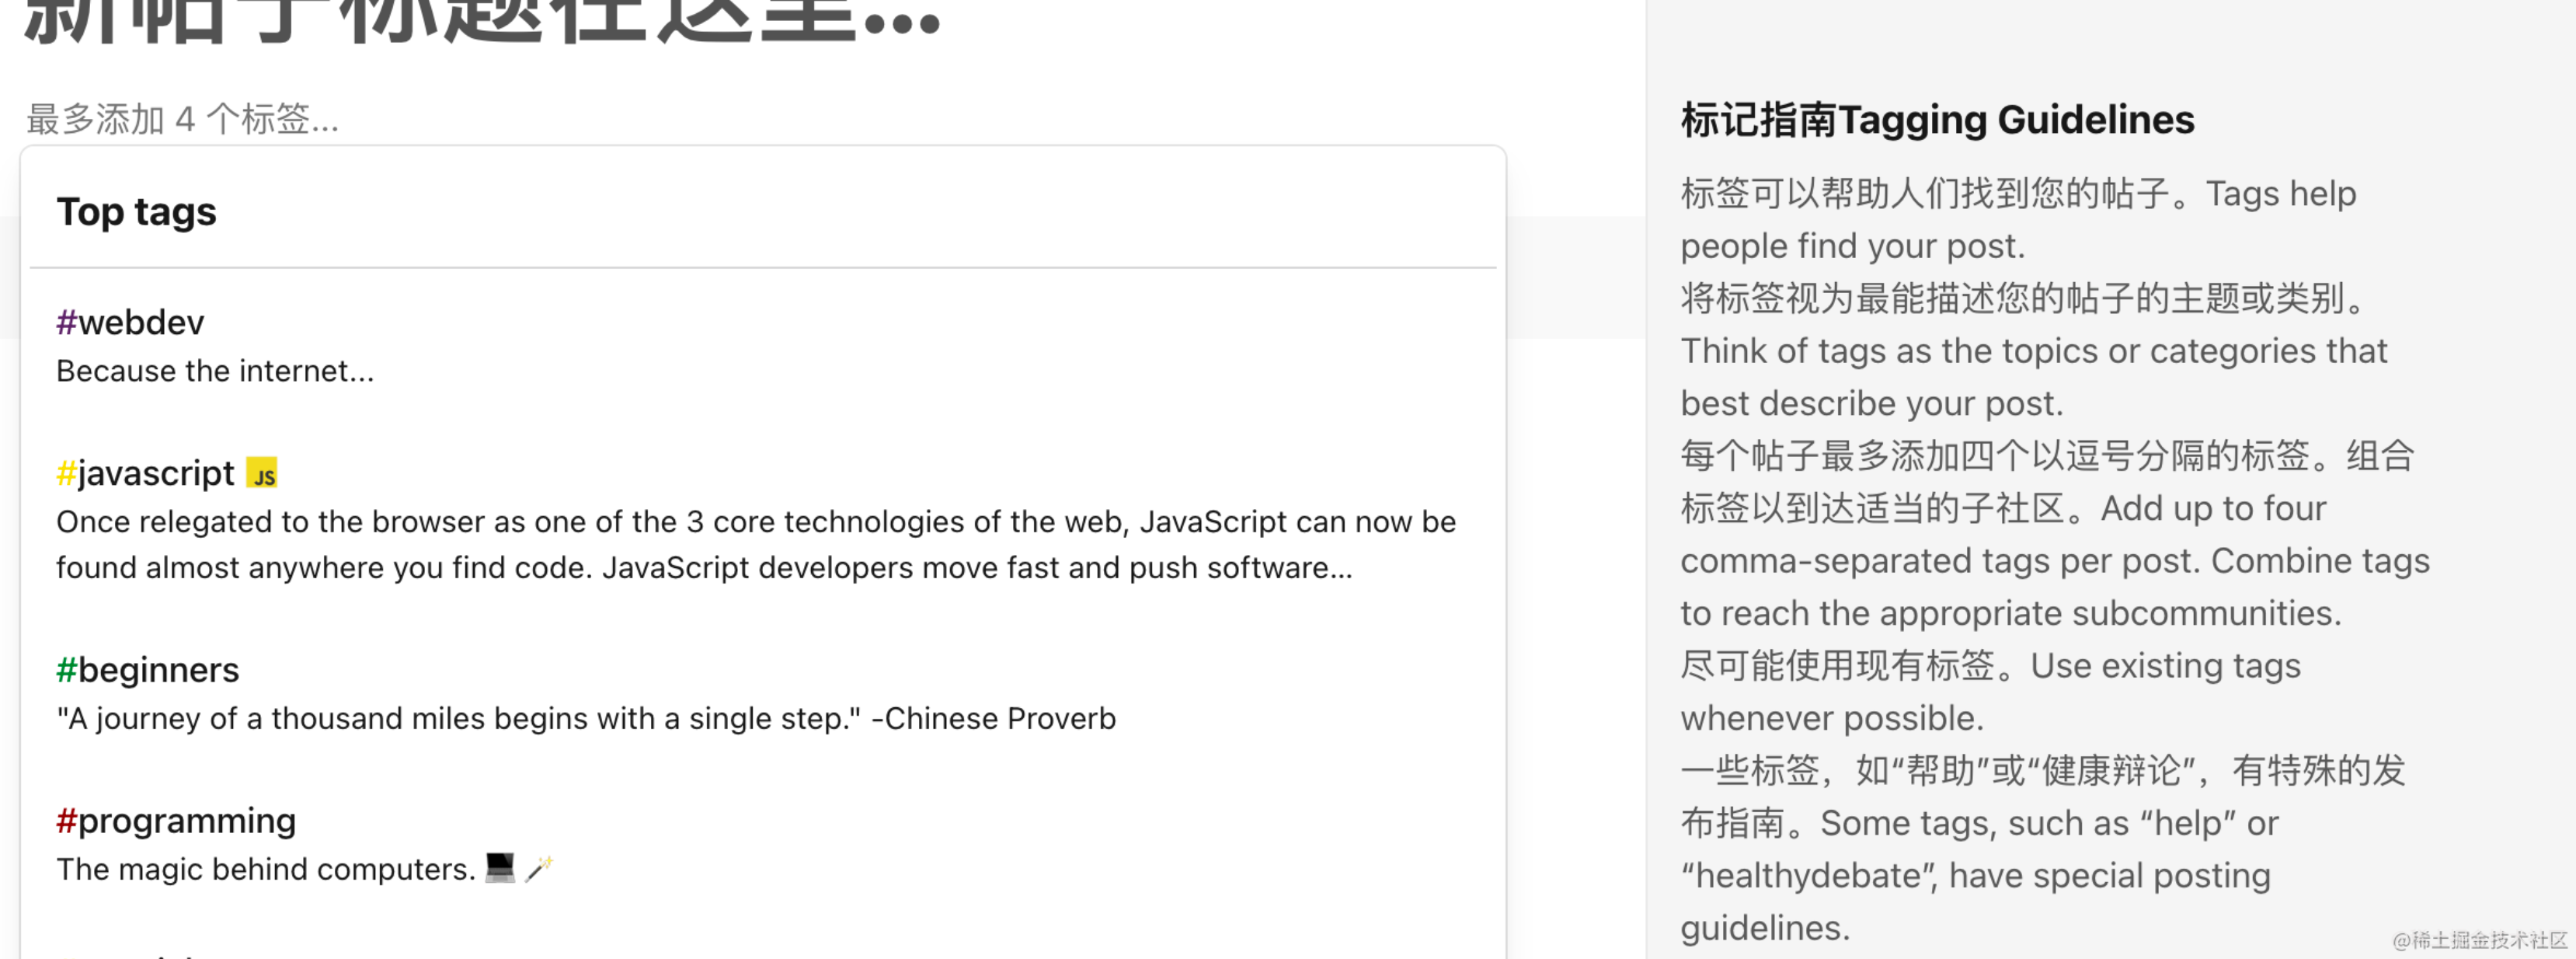 新帖子标题在这里...
最多添加 4 个标签...
Top tags
#webdev
Because the internet...
#javascript JS
Once relegated to the browser as one of the 3 core technologies of the web, JavaScript can now be
found almost anywhere you find code. JavaScript developers move fast and push software...
#beginners
"A journey of a thousand miles begins with a single step." -Chinese Proverb
#programming
The magic behind computers. 💻 🪄
标记指南Tagging Guidelines
标签可以帮助人们找到您的帖子。Tags help
people find your post.
将标签视为最能描述您的帖子的主题或类别。
Think of tags as the topics or categories that
best describe your post.
每个帖子最多添加四个以逗号分隔的标签。组合
标签以到达适当的子社区。Add up to four
comma-separated tags per post. Combine tags
to reach the appropriate subcommunities.
尽可能使用现有标签。Use existing tags
whenever possible.
一些标签，如“帮助”或“健康辩论”，有特殊的发
布指南。Some tags, such as “help” or
“healthydebate”, have special posting
guidelines.
@稀土掘金技术社区